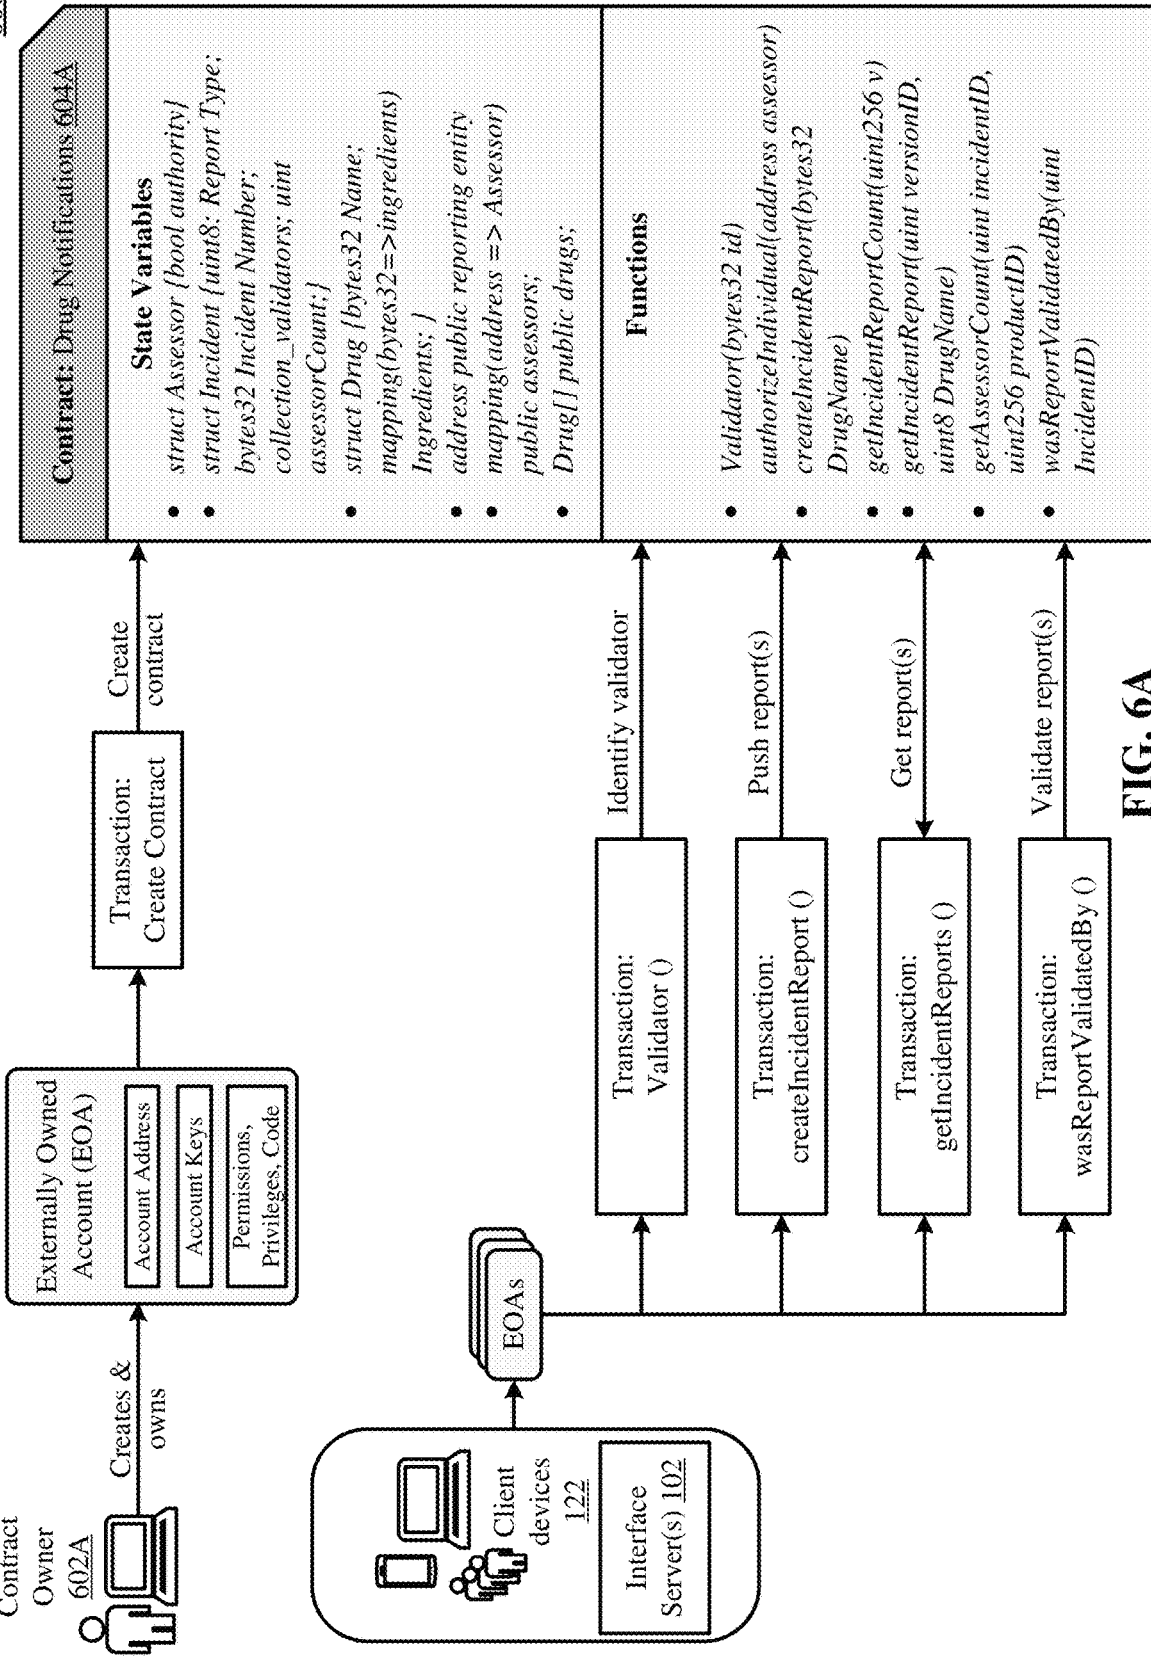 Contract
Owner
602A
Creates &
owns
Externally Owned
Account (EOA)
Account Address
Account Keys
Permissions,
Privileges, Code
Transaction:
Create Contract
Create
contract
Contract: Drug Notifications 604A
State Variables
• struct Assessor {bool authority}
• struct Incident {uint8: Report Type;
bytes32 Incident Number;
collection_validators; uint
assessorCount;}
• struct Drug {bytes32 Name;
mapping(bytes32=>ingredients)
Ingredients; }
• address public reporting entity
• mapping(address => Assessor)
public assessors;
• Drug[] public drugs;
Functions
• Validator(bytes32 id)
authorizeIndividual(address assessor)
• createIncidentReport(bytes32
DrugName)
• getIncidentReportCount(uint256 v)
• getIncidentReport(uint versionID,
uint8 DrugName)
• getAssessorCount(uint incidentID,
uint256 productID)
• wasReportValidatedBy(uint
IncidentID)
Client
devices
122
Interface
Server(s) 102
EOAs
Transaction:
Validator ()
Identify validator
Transaction:
createIncidentReport ()
Push report(s)
Transaction:
getIncidentReports ()
Get report(s)
Transaction:
wasReportValidatedBy ()
Validate report(s)
FIG. 6A